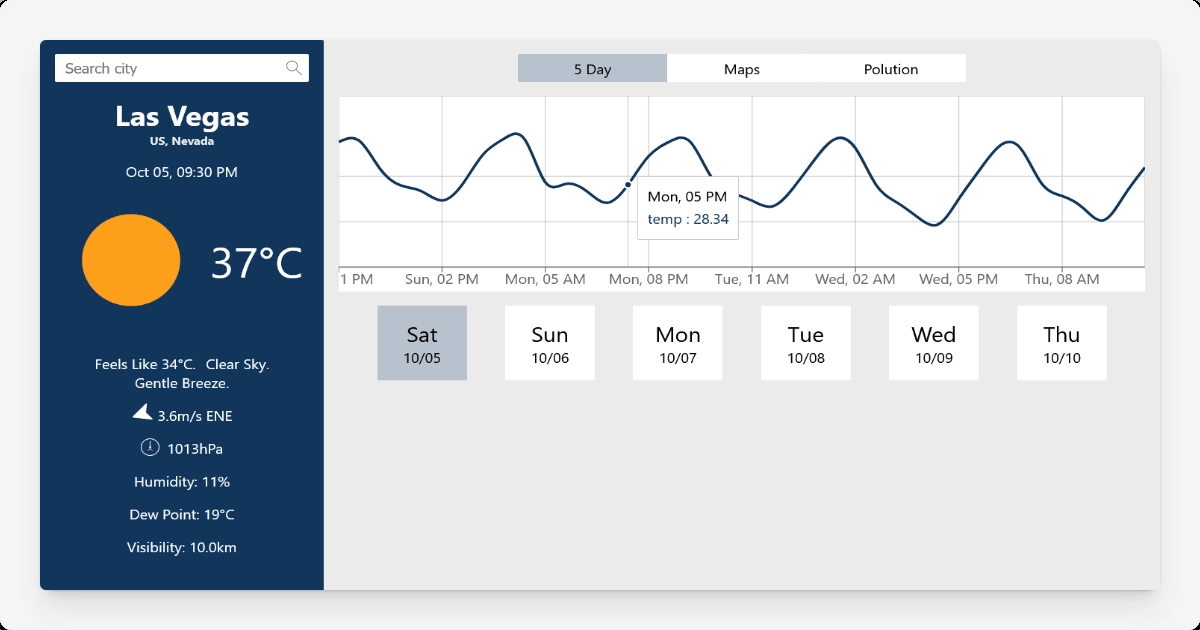 Search city
Las Vegas
US, Nevada
Oct 05, 09:30 PM
37°C
Feels Like 34°C. Clear Sky.
Gentle Breeze.
3.6m/s ENE
1013hPa
Humidity: 11%
Dew Point: 19°C
Visibility: 10.0km
5 Day Maps Polution
Mon, 05 PM
temp : 28.34
1 PM Sun, 02 PM Mon, 05 AM Mon, 08 PM Tue, 11 AM Wed, 02 AM Wed, 05 PM Thu, 08 AM
Sat Sun Mon Tue Wed Thu
10/05 10/06 10/07 10/08 10/09 10/10